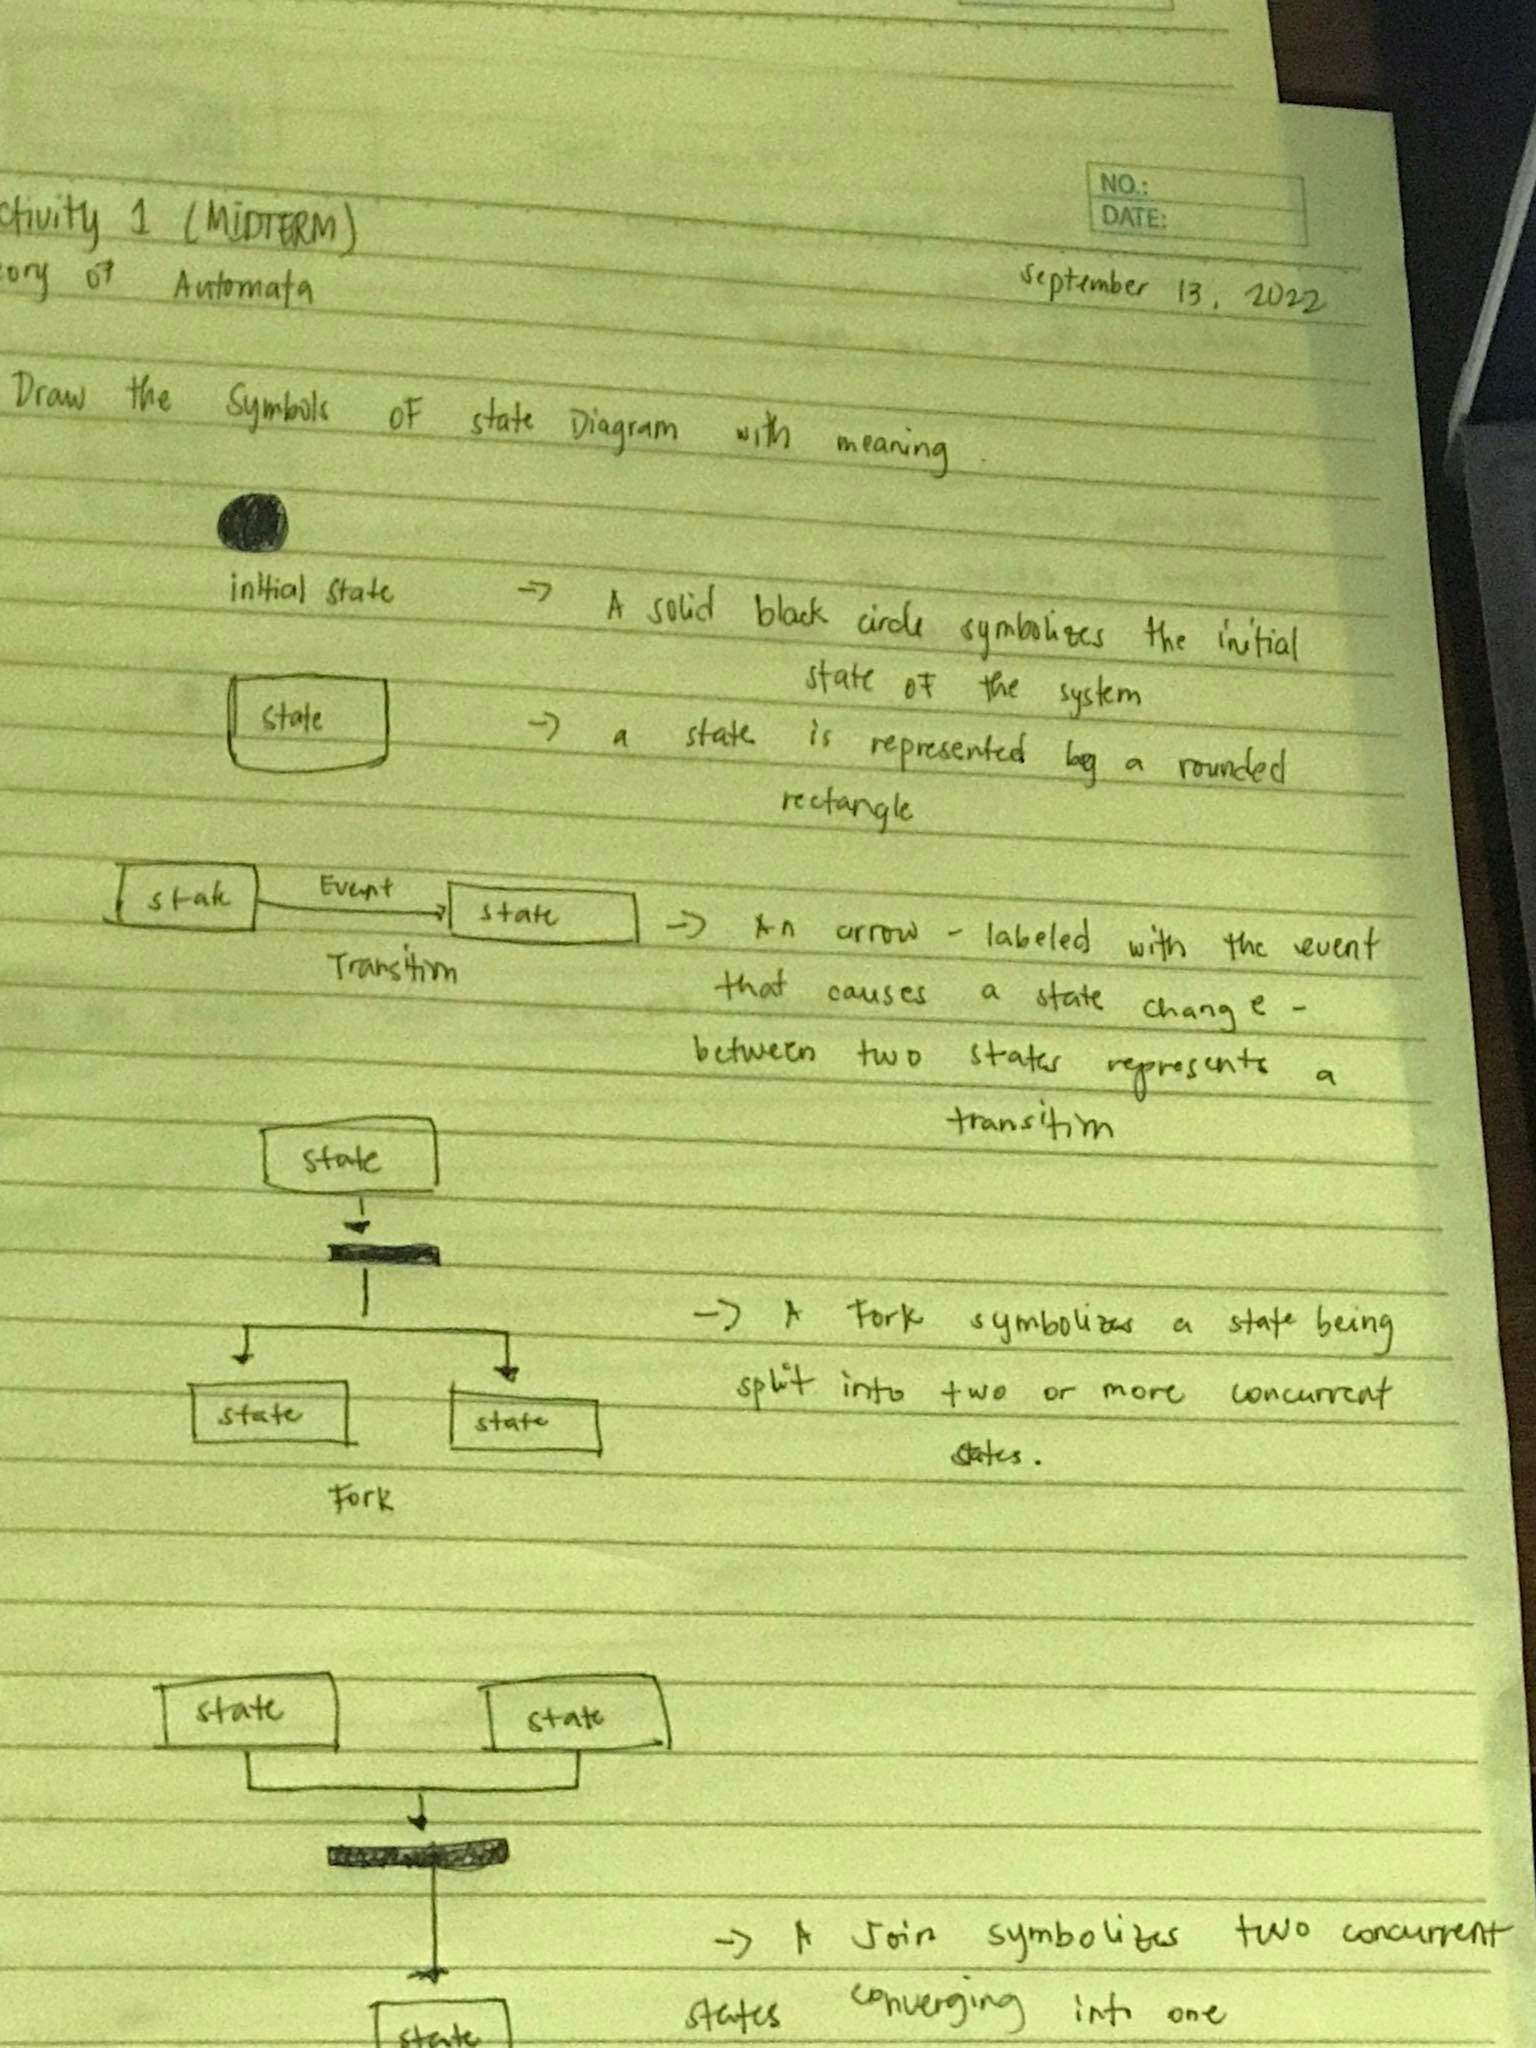 NO.:
DATE:
ctivity 1 (MIDTERM)
eory of Automata
September 13, 2022
Draw the Symbols of state Diagram with meaning.
initial state -> A solid black circle symbolizes the initial
state of the system
state -> a state is represented by a rounded
rectangle
state Event state -> An arrow - labeled with the event
Transition that causes a state change -
between two states represents a
transition
state
-> A Fork symbolizes a state being
state state split into two or more concurrent
states.
Fork
state state
-> A Join symbolizes two concurrent
state states converging into one